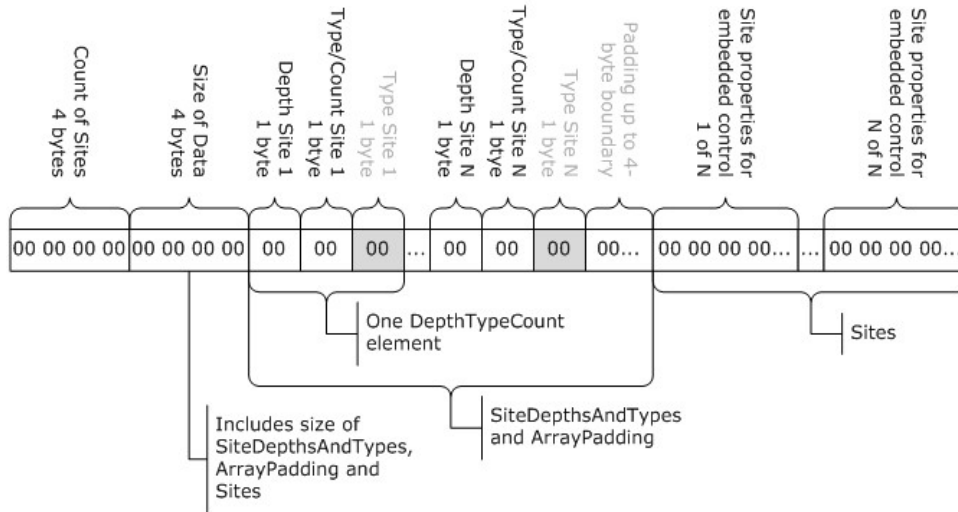 Count of Sites
4 bytes
Size of Data
4 bytes
Depth Site 1
1 byte
Type/Count Site 1
1 btye
Type Site 1
1 byte
Depth Site N
1 byte
Type/Count Site N
1 btye
Type Site N
1 byte
Padding up to 4-
byte boundary
Site properties for
embedded control
1 of N
Site properties for
embedded control
N of N
00 00 00 00 00 00 00 00 00 00 00 ... 00 00 00 00... 00 00 00 00... ... 00 00 00 00...
One DepthTypeCount
element
Sites
SiteDepthsAndTypes
and ArrayPadding
Includes size of
SiteDepthsAndTypes,
ArrayPadding and
Sites